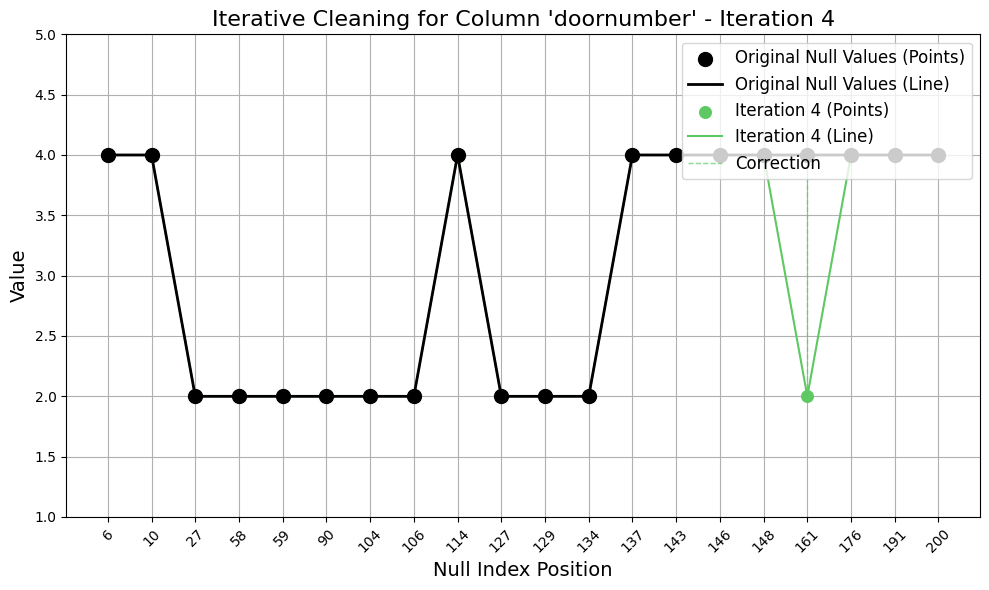 Iterative Cleaning for Column 'doornumber' - Iteration 4
Original Null Values (Points)
Original Null Values (Line)
Iteration 4 (Points)
Iteration 4 (Line)
Correction
Value
5.0
4.5
4.0
3.5
3.0
2.5
2.0
1.5
1.0
6 10 27 58 59 90 104 106 114 127 129 134 137 143 146 148 161 176 191 200
Null Index Position